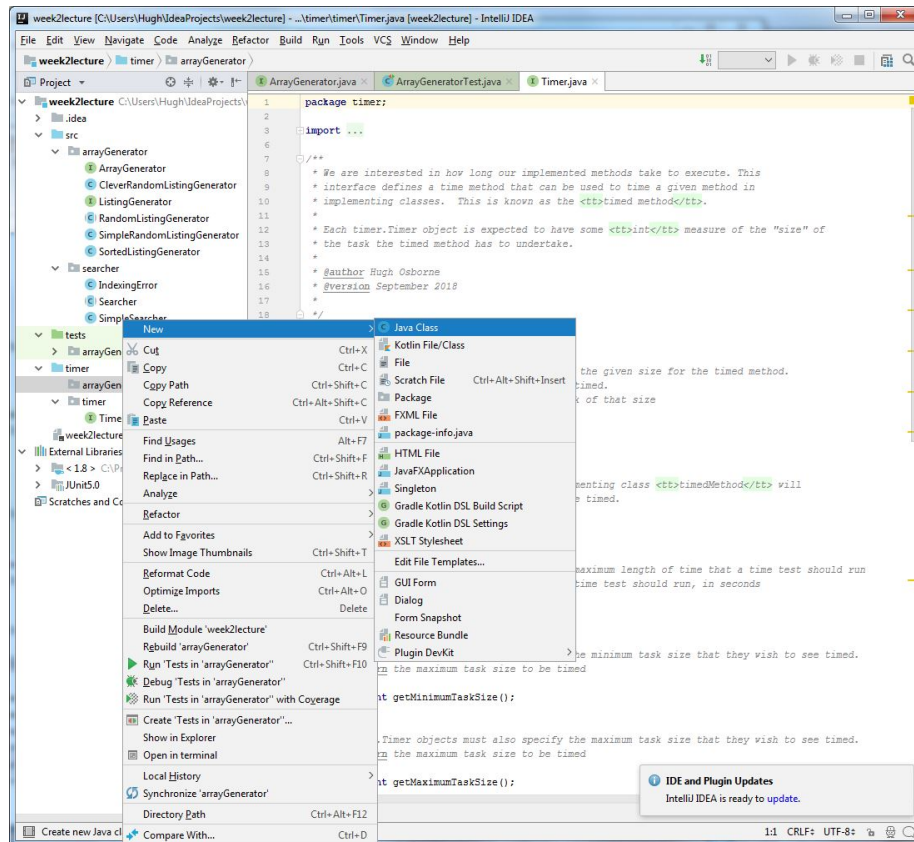 week2lecture [C:\Users\Hugh\IdeaProjects\week2lecture] - ...\timer\timer\Timer.java [week2lecture] - IntelliJ IDEA
File Edit View Navigate Code Analyze Refactor Build Run Tools VCS Window Help
week2lecture timer arrayGenerator
Project
ArrayGenerator.java ArrayGeneratorTest.java Timer.java
week2lecture C:\Users\Hugh\IdeaProjects\
.idea
src
arrayGenerator
ArrayGenerator
CleverRandomListingGenerator
ListingGenerator
RandomListingGenerator
SimpleRandomListingGenerator
SortedListingGenerator
searcher
IndexingError
Searcher
SimpleSearcher
tests
arrayGen
timer
arrayGen
timer
Time
week2lecture
External Libraries
< 1.8 > C:\Pr
JUnit5.0
Scratches and Co
1 package timer;
2
3 import ...
6
7 /**
8 * We are interested in how long our implemented methods take to execute. This
9 * interface defines a time method that can be used to time a given method in
10 * implementing classes. This is known as the <tt>timed method</tt>.
11 *
12 * Each timer.Timer object is expected to have some <tt>int</tt> measure of the "size" of
13 * the task the timed method has to undertake.
14 *
15 * @author Hugh Osborne
16 * @version September 2018
17 *
18 */
the given size for the timed method.
timed.
k of that size
menting class <tt>timedMethod</tt> will
e timed.
maximum length of time that a time test should run
time test should run, in seconds
he minimum task size that they wish to see timed.
rn the maximum task size to be timed
nt getMinimumTaskSize();
.Timer objects must also specify the maximum task size that they wish to see timed.
rn the maximum task size to be timed
nt getMaximumTaskSize();
New
Cut Ctrl+X
Copy Ctrl+C
Copy Path Ctrl+Shift+C
Copy Reference Ctrl+Alt+Shift+C
Paste Ctrl+V
Find Usages Alt+F7
Find in Path... Ctrl+Shift+F
Replace in Path... Ctrl+Shift+R
Analyze
Refactor
Add to Favorites
Show Image Thumbnails Ctrl+Shift+T
Reformat Code Ctrl+Alt+L
Optimize Imports Ctrl+Alt+O
Delete... Delete
Build Module 'week2lecture'
Rebuild 'arrayGenerator' Ctrl+Shift+F9
Run 'Tests in 'arrayGenerator'' Ctrl+Shift+F10
Debug 'Tests in 'arrayGenerator''
Run 'Tests in 'arrayGenerator'' with Coverage
Create 'Tests in 'arrayGenerator''...
Show in Explorer
Open in terminal
Local History
Synchronize 'arrayGenerator'
Directory Path Ctrl+Alt+F12
Compare With... Ctrl+D
Java Class
Kotlin File/Class
File
Scratch File Ctrl+Alt+Shift+Insert
Package
FXML File
package-info.java
HTML File
JavaFXApplication
Singleton
Gradle Kotlin DSL Build Script
Gradle Kotlin DSL Settings
XSLT Stylesheet
Edit File Templates...
GUI Form
Dialog
Form Snapshot
Resource Bundle
Plugin DevKit
IDE and Plugin Updates
IntelliJ IDEA is ready to update.
Create new Java cl
1:1 CRLF UTF-8